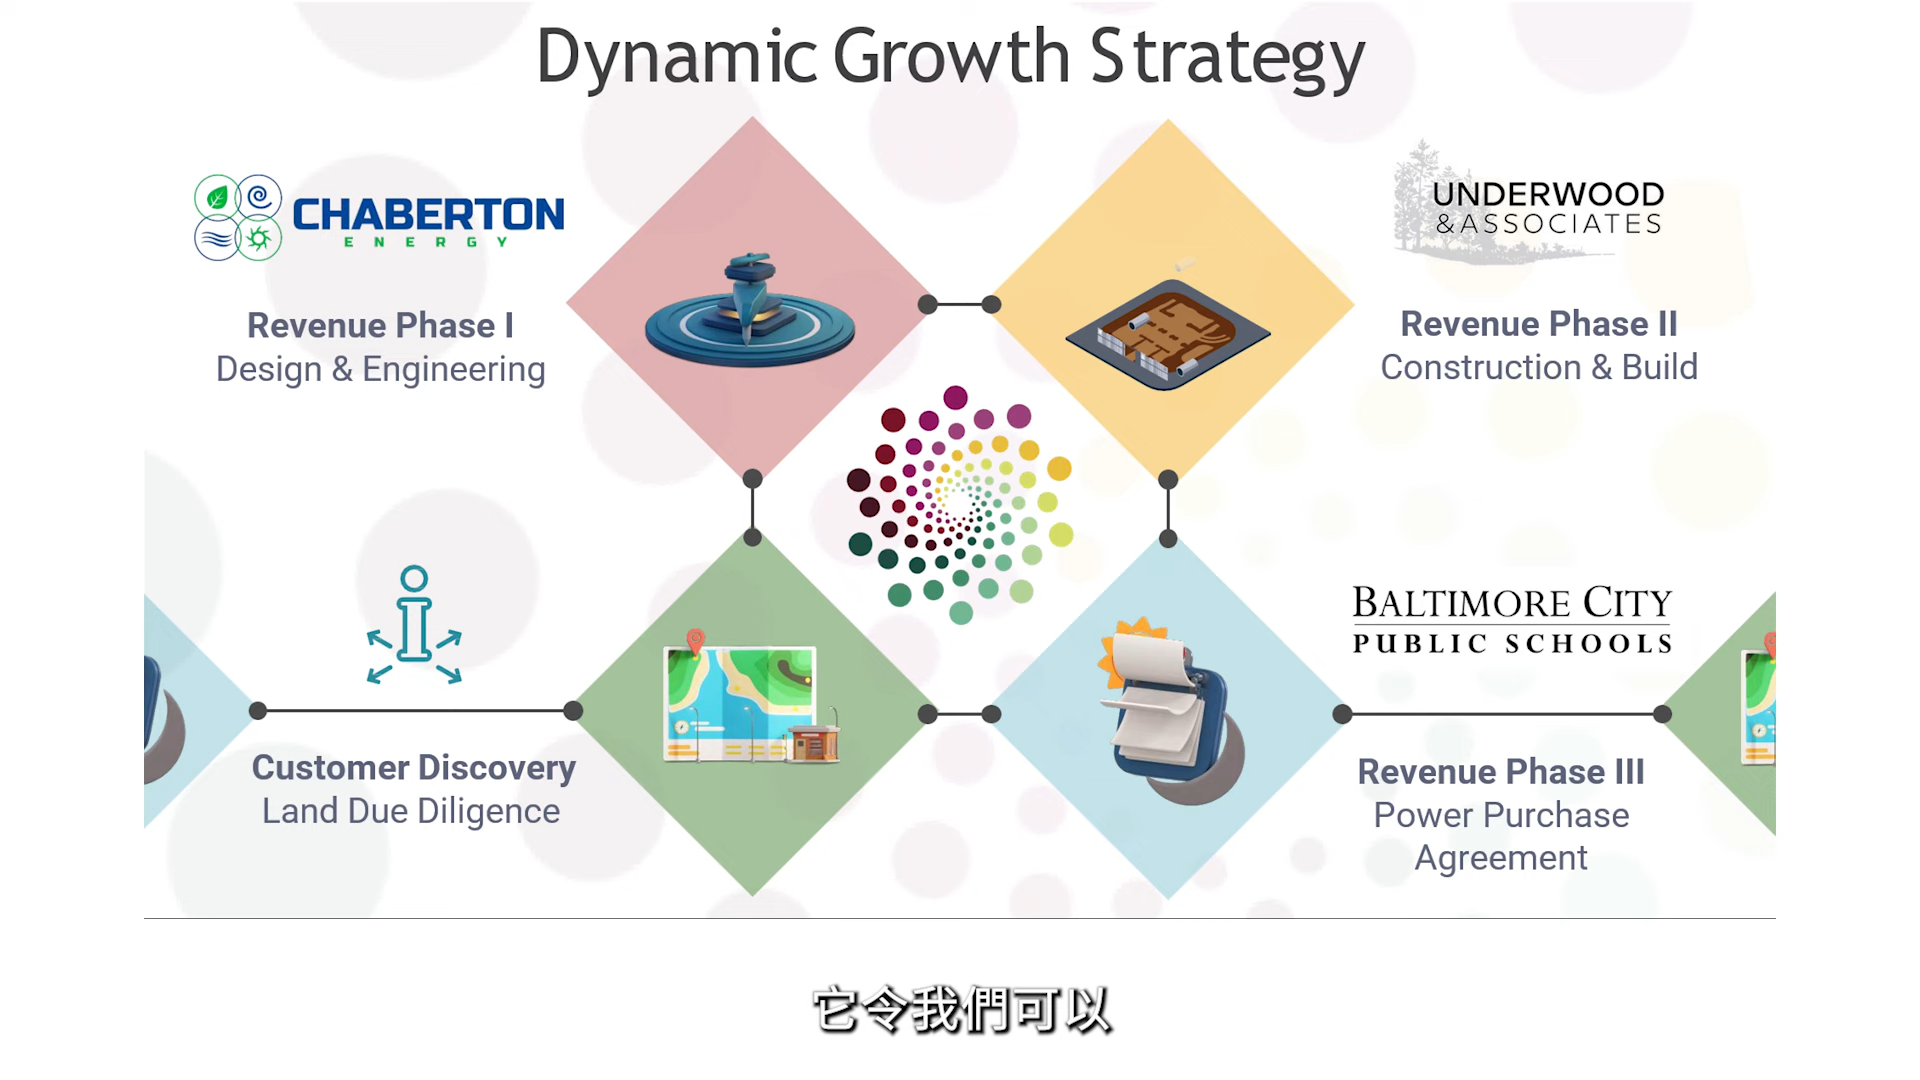 Dynamic Growth Strategy
CHABERTON
ENERGY
Revenue Phase I
Design & Engineering
UNDERWOOD
& ASSOCIATES
Revenue Phase II
Construction & Build
Customer Discovery
Land Due Diligence
BALTIMORE CITY
PUBLIC SCHOOLS
Revenue Phase III
Power Purchase
Agreement
它令我們可以